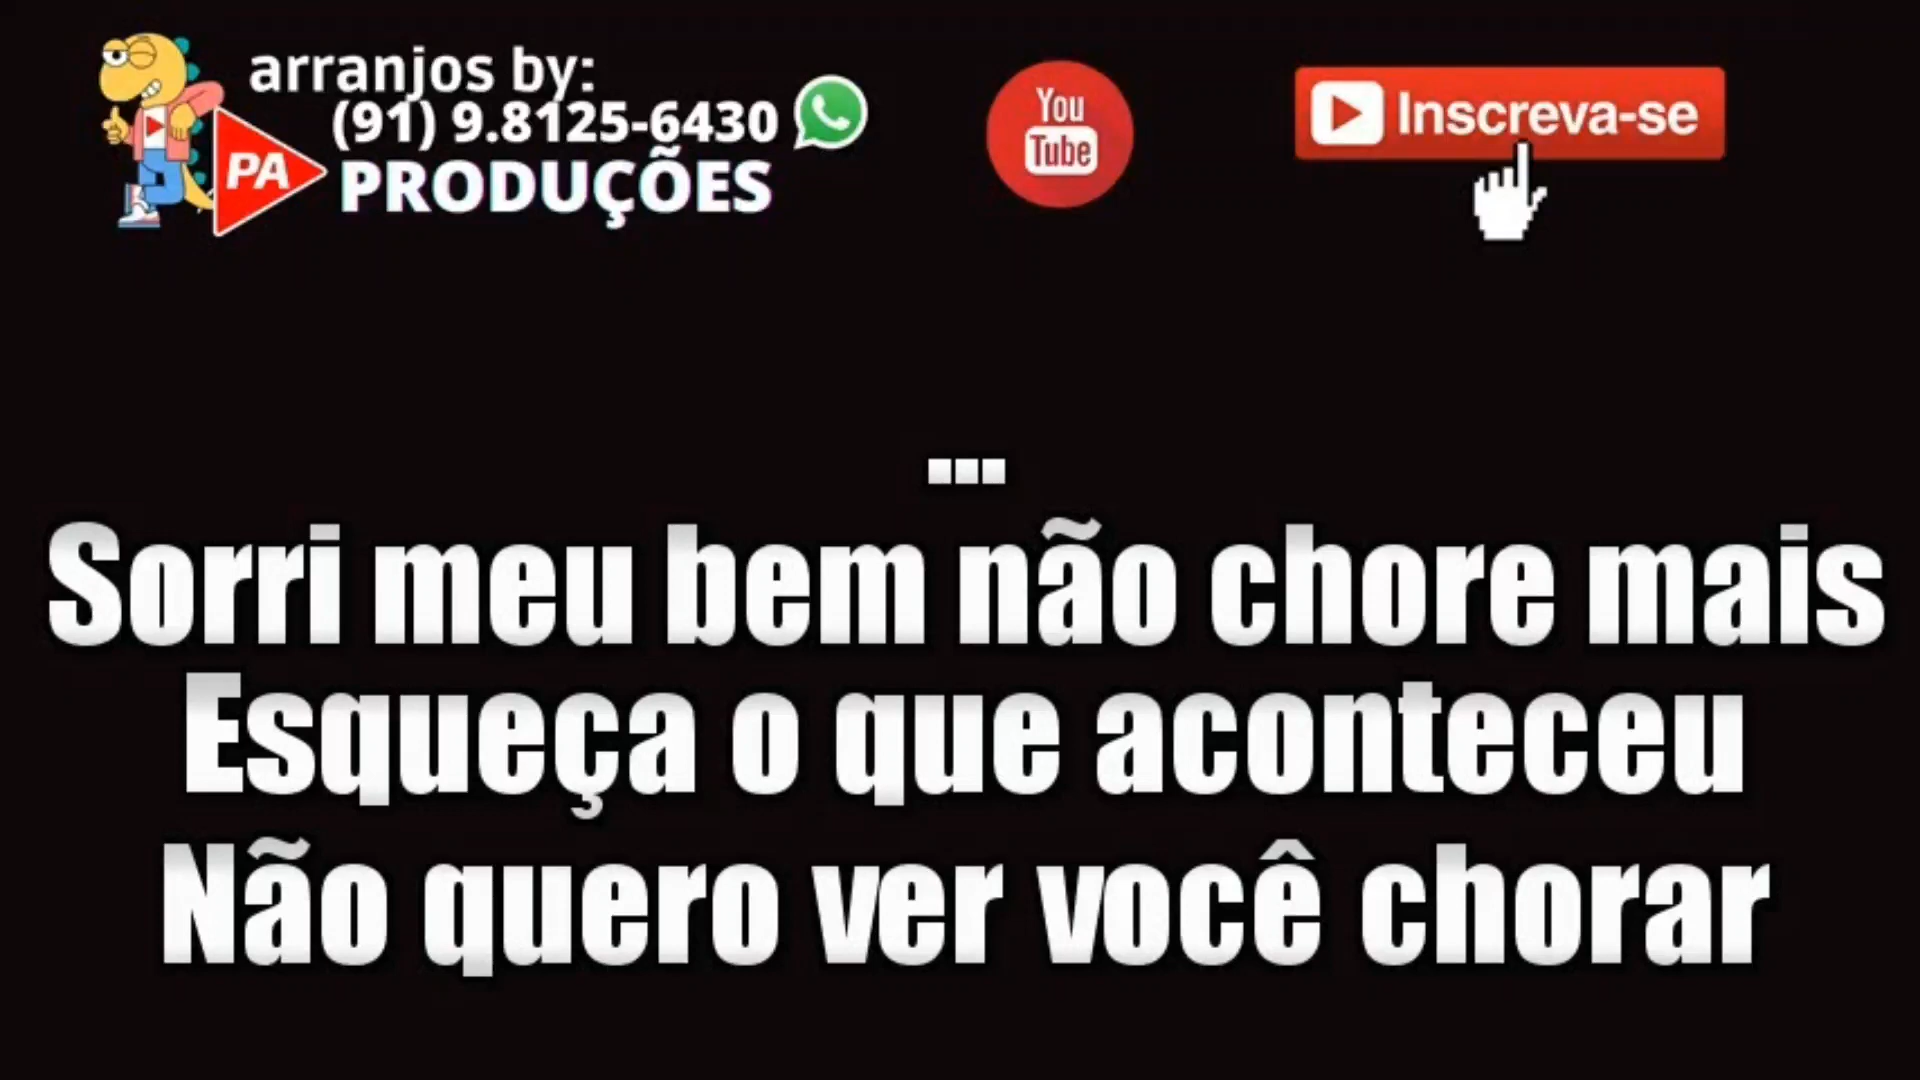 arranjos by:
(91) 9.8125-6430
PA PRODUÇÕES
You
Tube
Inscreva-se
...
Sorri meu bem não chore mais
Esqueça o que aconteceu
Não quero ver você chorar